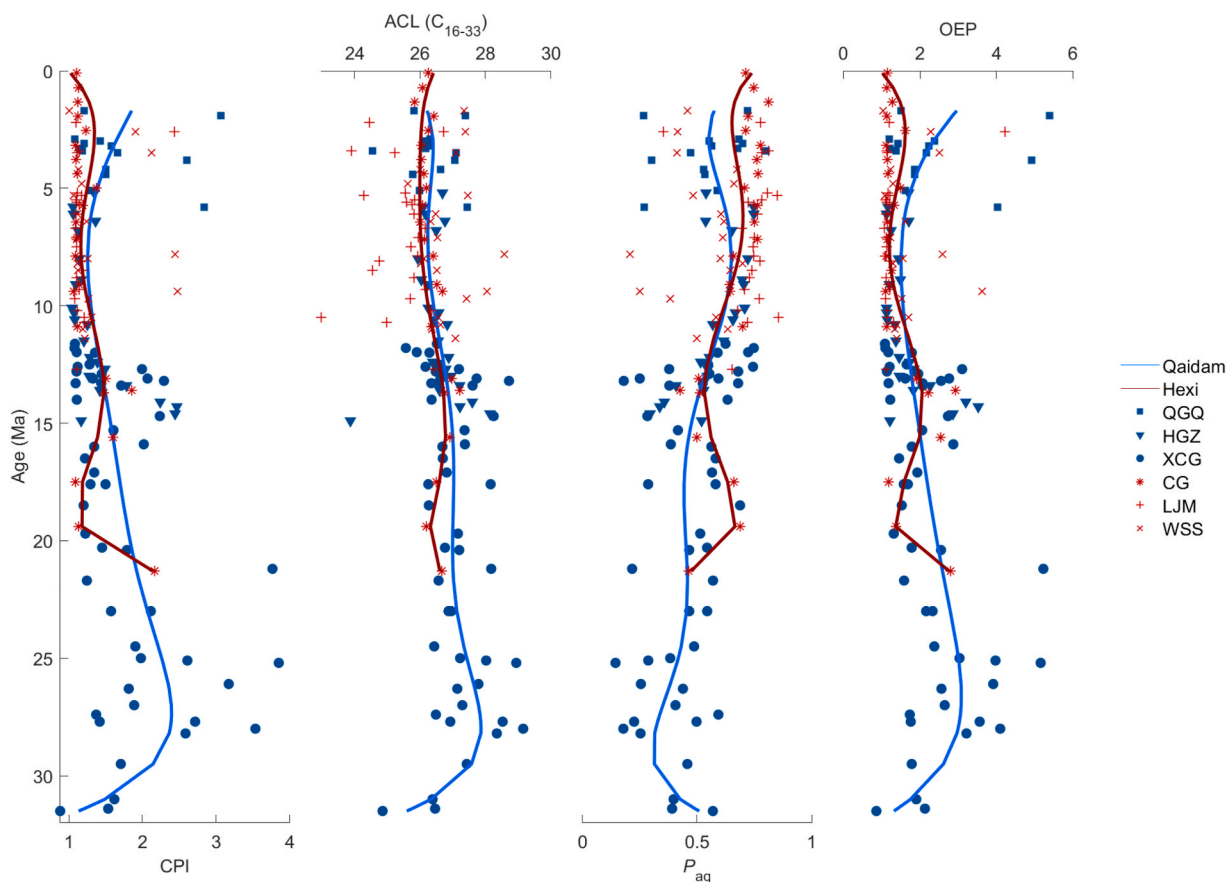 ACL (C16-33)
OEP
24 26 28 30
0 2 4 6
0
5
10
15
20
25
30
Age (Ma)
1 2 3 4
CPI
0 0.5 1
Paq
Qaidam
Hexi
QGQ
HGZ
XCG
CG
LJM
WSS